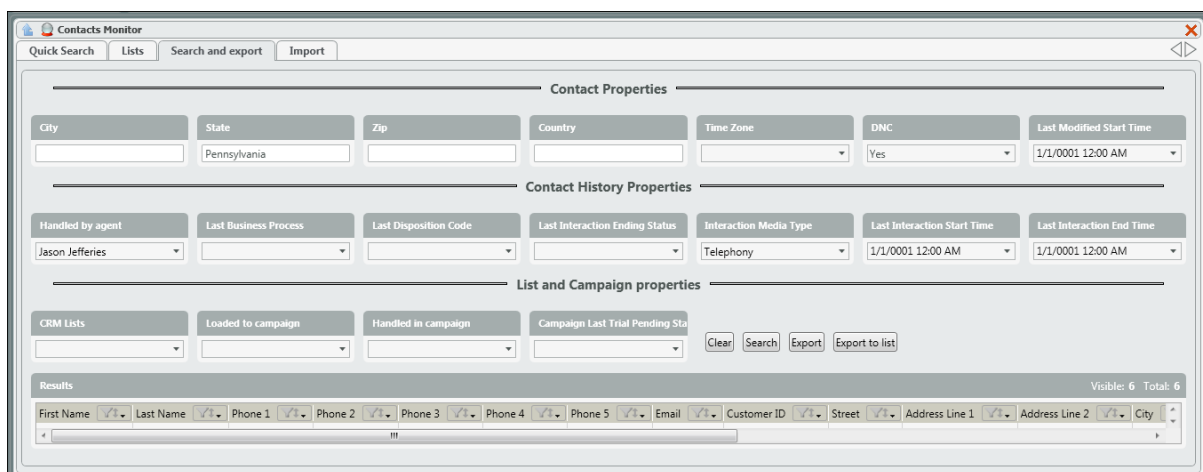 Contacts Monitor
Quick Search Lists Search and export Import
Contact Properties
City State Zip Country Time Zone DNC Last Modified Start Time
Pennsylvania Yes 1/1/0001 12:00 AM
Contact History Properties
Handled by agent Last Business Process Last Disposition Code Last Interaction Ending Status Interaction Media Type Last Interaction Start Time Last Interaction End Time
Jason Jefferies Telephony 1/1/0001 12:00 AM 1/1/0001 12:00 AM
List and Campaign properties
CRM Lists Loaded to campaign Handled in campaign Campaign Last Trial Pending Sta
Clear Search Export Export to list
Results Visible: 6 Total: 6
First Name Last Name Phone 1 Phone 2 Phone 3 Phone 4 Phone 5 Email Customer ID Street Address Line 1 Address Line 2 City